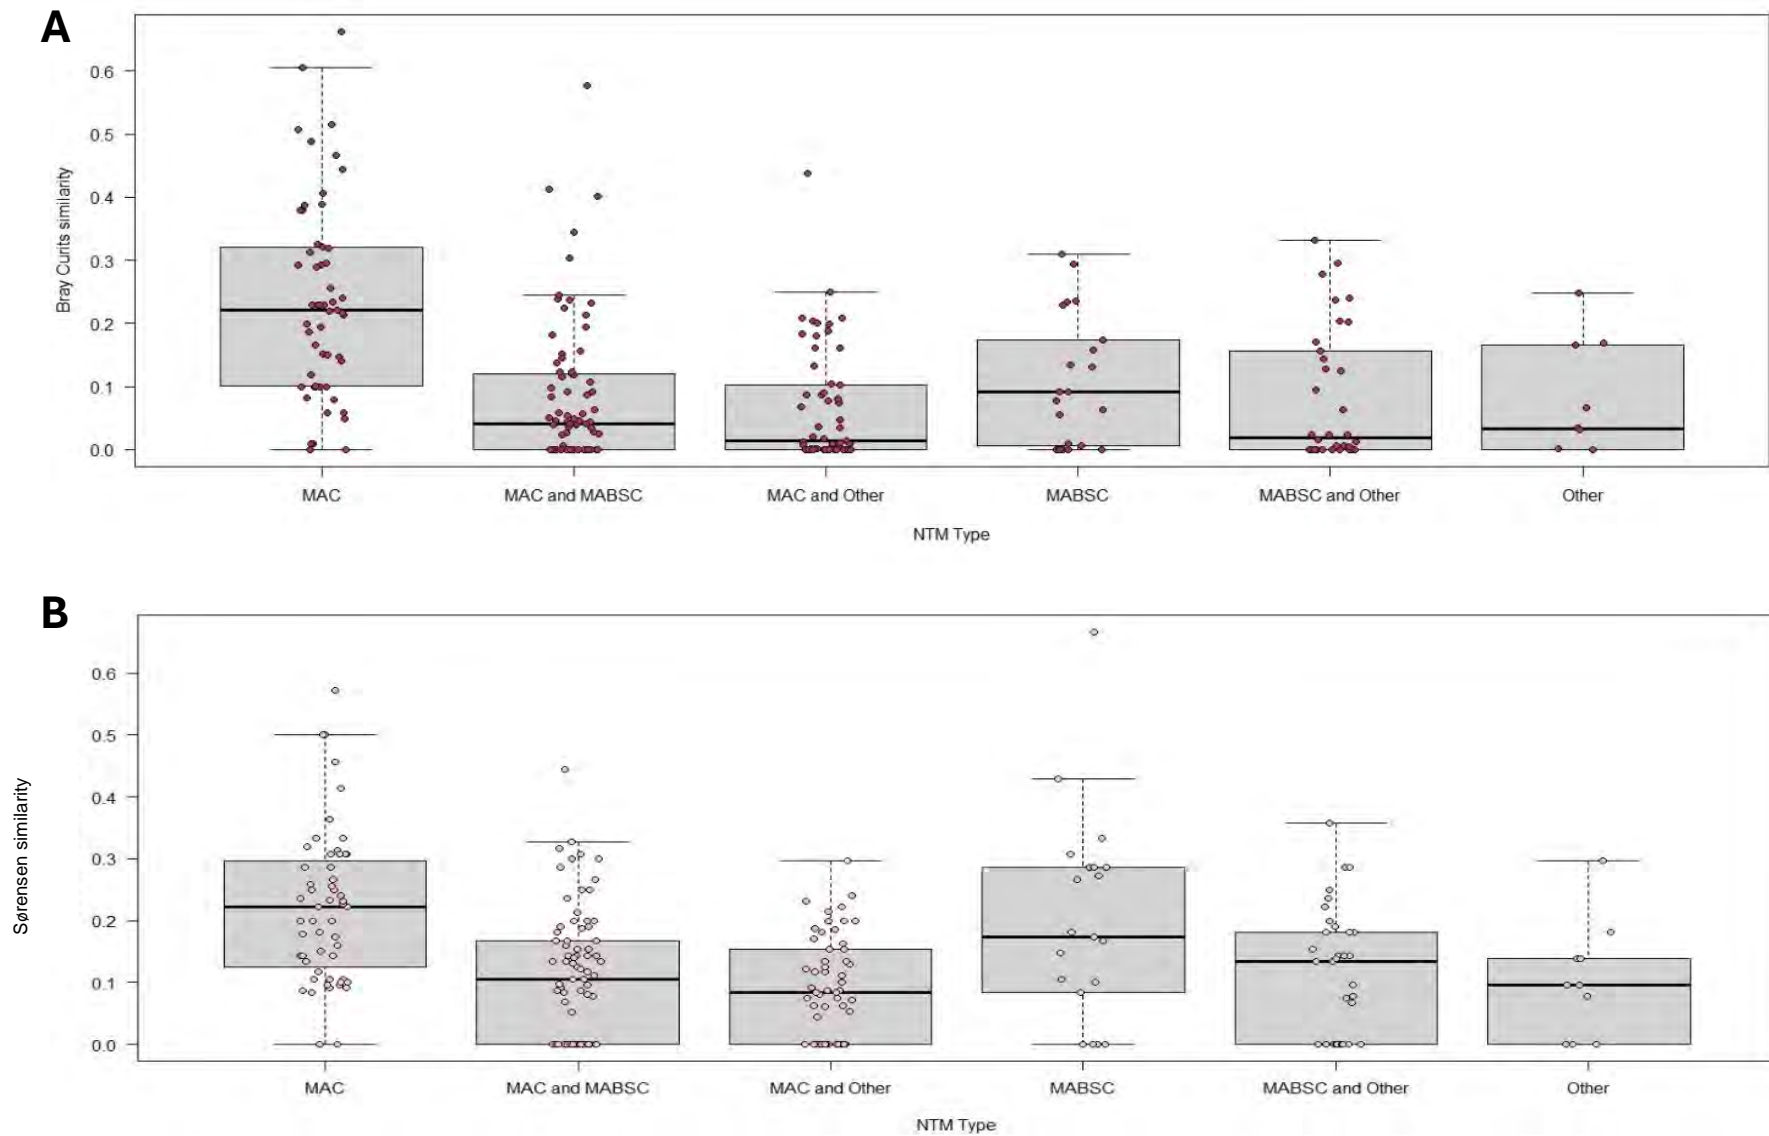 A
0.6
0.5
0.4
0.3
0.2
0.1
0.0
Bray Curits similarity
MAC
MAC and MABSC
MAC and Other
MABSC
MABSC and Other
Other
NTM Type
B
0.6
0.5
0.4
0.3
0.2
0.1
0.0
Sørensen similarity
MAC
MAC and MABSC
MAC and Other
MABSC
MABSC and Other
Other
NTM Type